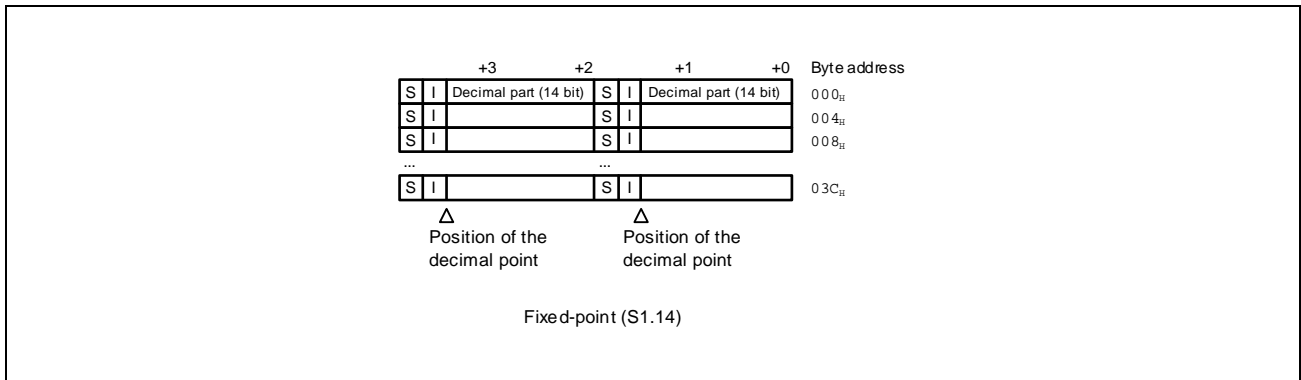 +3 +2 +1 +0 Byte address
S I Decimal part (14 bit) S I Decimal part (14 bit) 000H
S I S I 004H
S I S I 008H
... ...
S I S I 03CH
Position of the Position of the
decimal point decimal point
Fixed-point (S1.14)